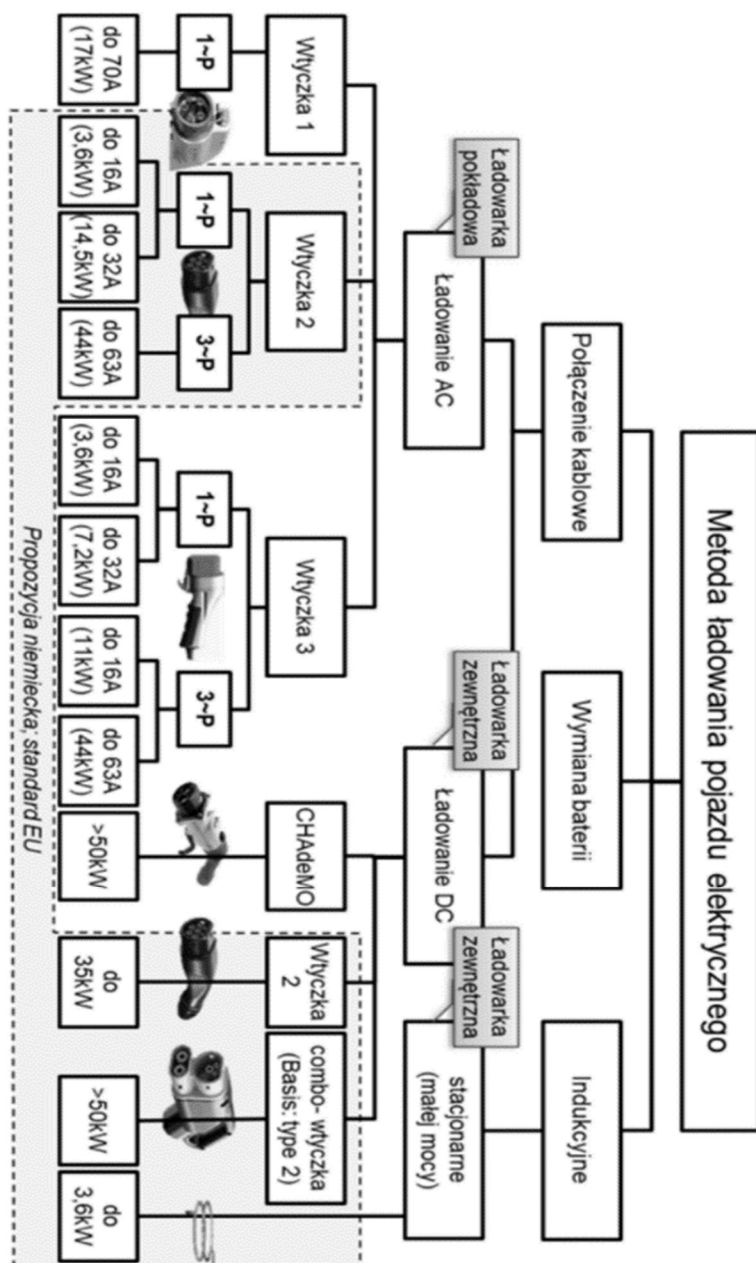 Metoda ładowania pojazdu elektrycznego
Połączenie kablowe
Wymiana baterii
Indukcyjne
Ładowarka
pokładowa
Ładowanie AC
Ładowarka
zewnętrzna
Ładowanie DC
Ładowarka
zewnętrzna
stacjonarne
(małej mocy)
Wtyczka 1
Wtyczka 2
Wtyczka 3
CHAdeMO
Wtyczka
2
combo- wtyczka
(Basis: type 2)
1~P
1~P
3~P
1~P
3~P
do 70A
(17kW)
do 16A
(3,6kW)
do 32A
(14,5kW)
do 63A
(44kW)
do 16A
(3,6kW)
do 32A
(7,2kW)
do 16A
(11kW)
do 63A
(44kW)
>50kW
do
35kW
>50kW
do
3,6kW
Propozycja niemiecka; standard EU